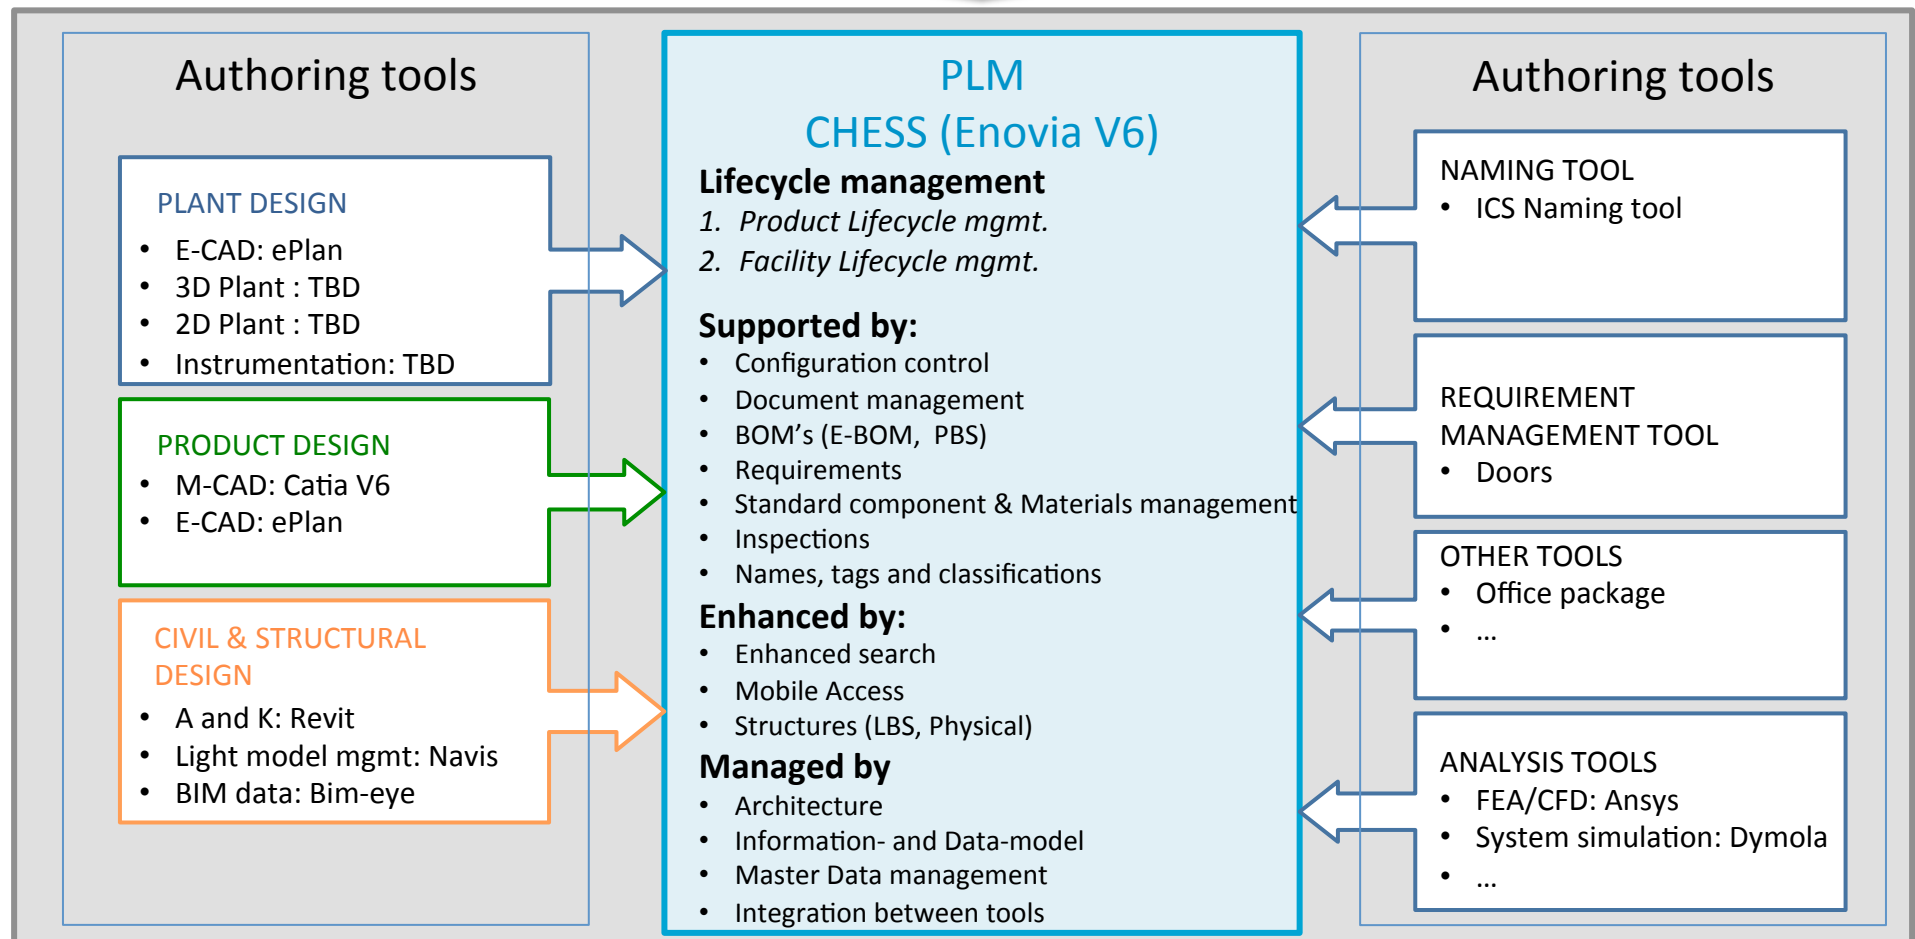 Authoring tools
PLANT DESIGN
• E-CAD: ePlan
• 3D Plant : TBD
• 2D Plant : TBD
• Instrumentation: TBD
PRODUCT DESIGN
• M-CAD: Catia V6
• E-CAD: ePlan
CIVIL & STRUCTURAL
DESIGN
• A and K: Revit
• Light model mgmt: Navis
• BIM data: Bim-eye
PLM
CHESS (Enovia V6)
Lifecycle management
1. Product Lifecycle mgmt.
2. Facility Lifecycle mgmt.
Supported by:
• Configuration control
• Document management
• BOM’s (E-BOM, PBS)
• Requirements
• Standard component & Materials management
• Inspections
• Names, tags and classifications
Enhanced by:
• Enhanced search
• Mobile Access
• Structures (LBS, Physical)
Managed by
• Architecture
• Information- and Data-model
• Master Data management
• Integration between tools
Authoring tools
NAMING TOOL
• ICS Naming tool
REQUIREMENT
MANAGEMENT TOOL
• Doors
OTHER TOOLS
• Office package
• ...
ANALYSIS TOOLS
• FEA/CFD: Ansys
• System simulation: Dymola
• ...